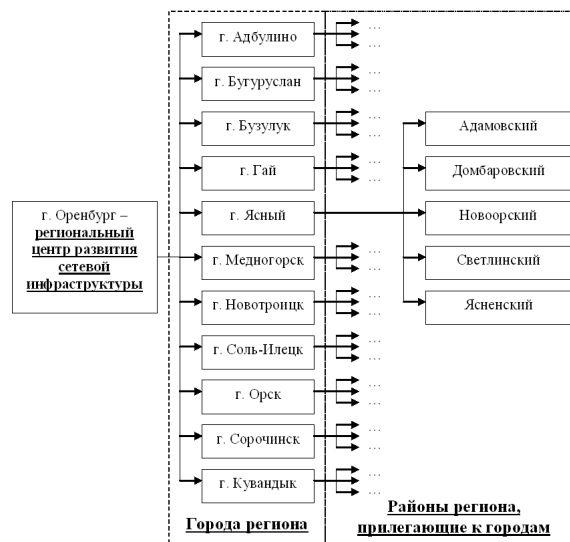 г. Адбулино
…
…
…
г. Бугуруслан
…
…
…
г. Бузулук
…
…
…
Адамовский
г. Гай
…
…
…
Домбаровский
г. Оренбург –
региональный
центр развития
сетевой
инфраструктуры
г. Ясный
Новоорский
г. Медногорск
…
…
…
Светлинский
г. Новотроицк
…
…
…
Ясненский
г. Соль-Илецк
…
…
…
г. Орск
…
…
…
г. Сорочинск
…
…
…
г. Кувандык
…
…
…
Города региона
Районы региона,
прилегающие к городам